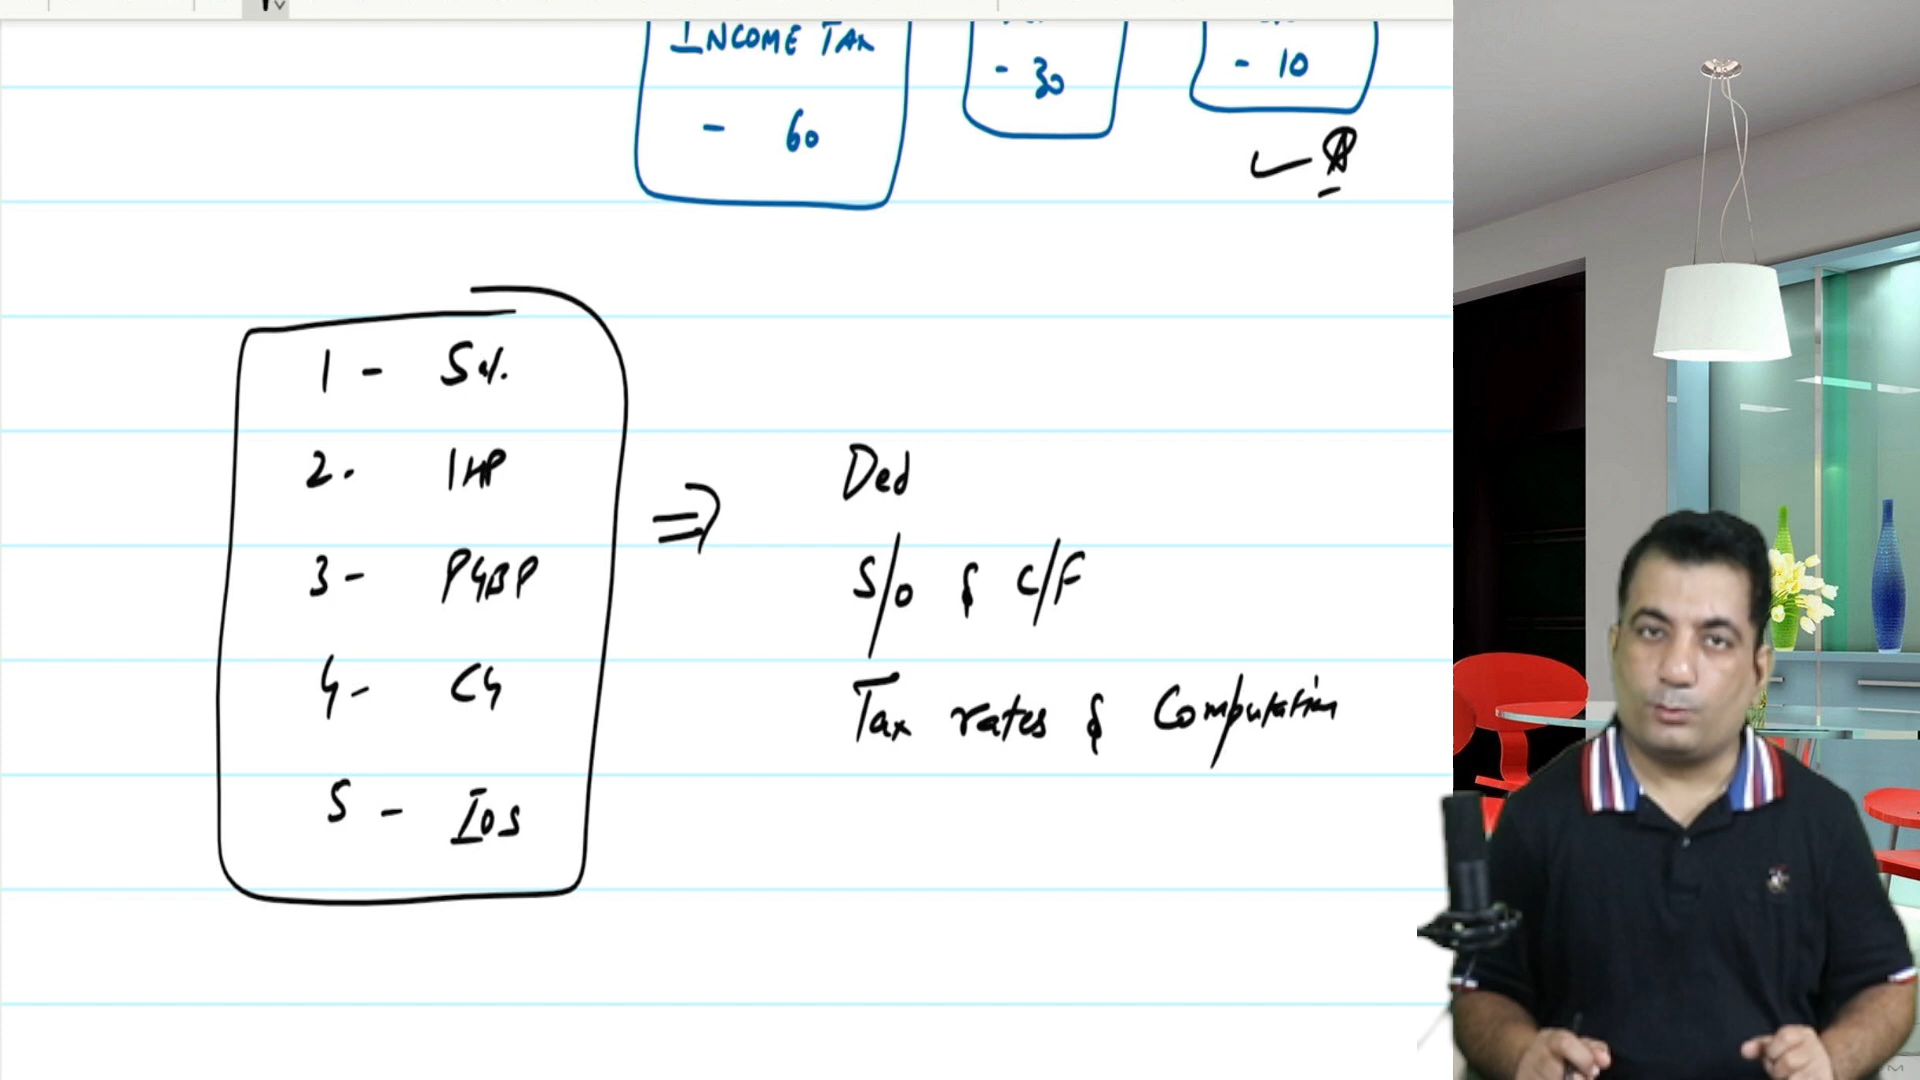 INCOME TAX
- 60
- 30
- 10
1 - Sal.
2. IHP
3 - PGBP
4 - CG
5 - IOS
Ded
S/o & C/F
Tax rates & Computation